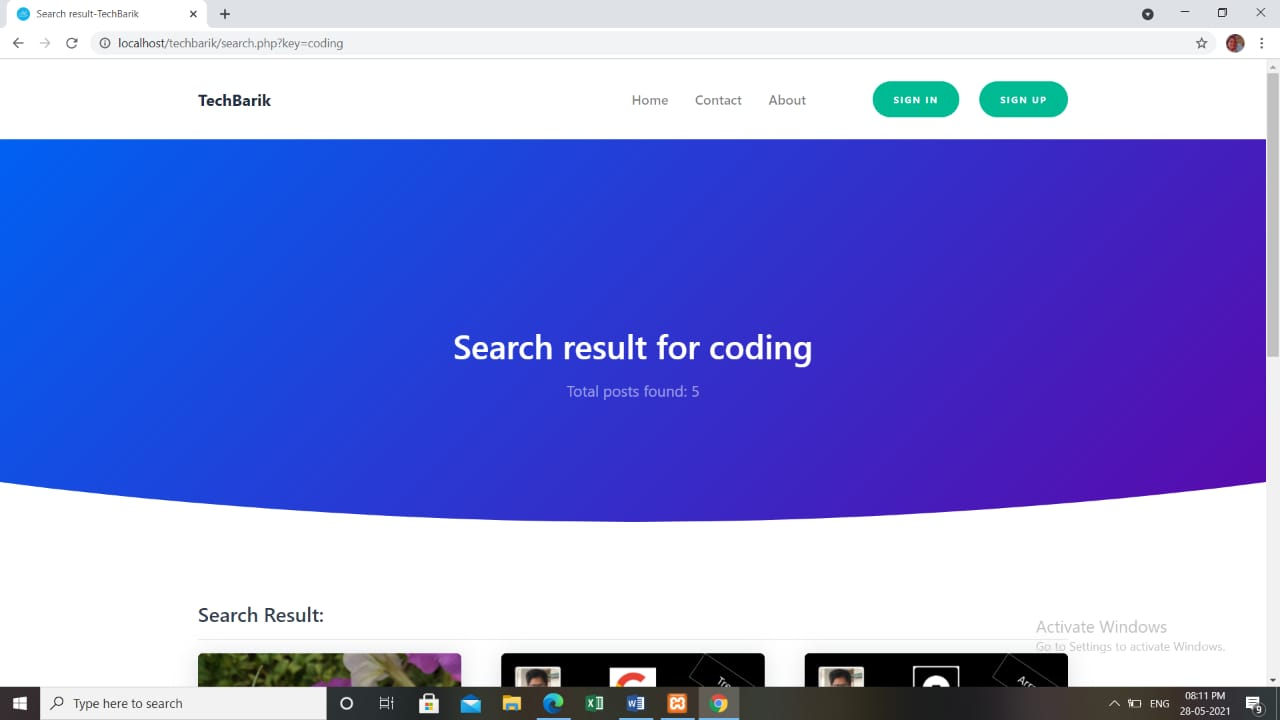 Search result-TechBarik
localhost/techbarik/search.php?key=coding
TechBarik
Home Contact About SIGN IN SIGN UP
Search result for coding
Total posts found: 5
Search Result:
Activate Windows
Go to Settings to activate Windows.
Type here to search
ENG
08:11 PM
28-05-2021
9